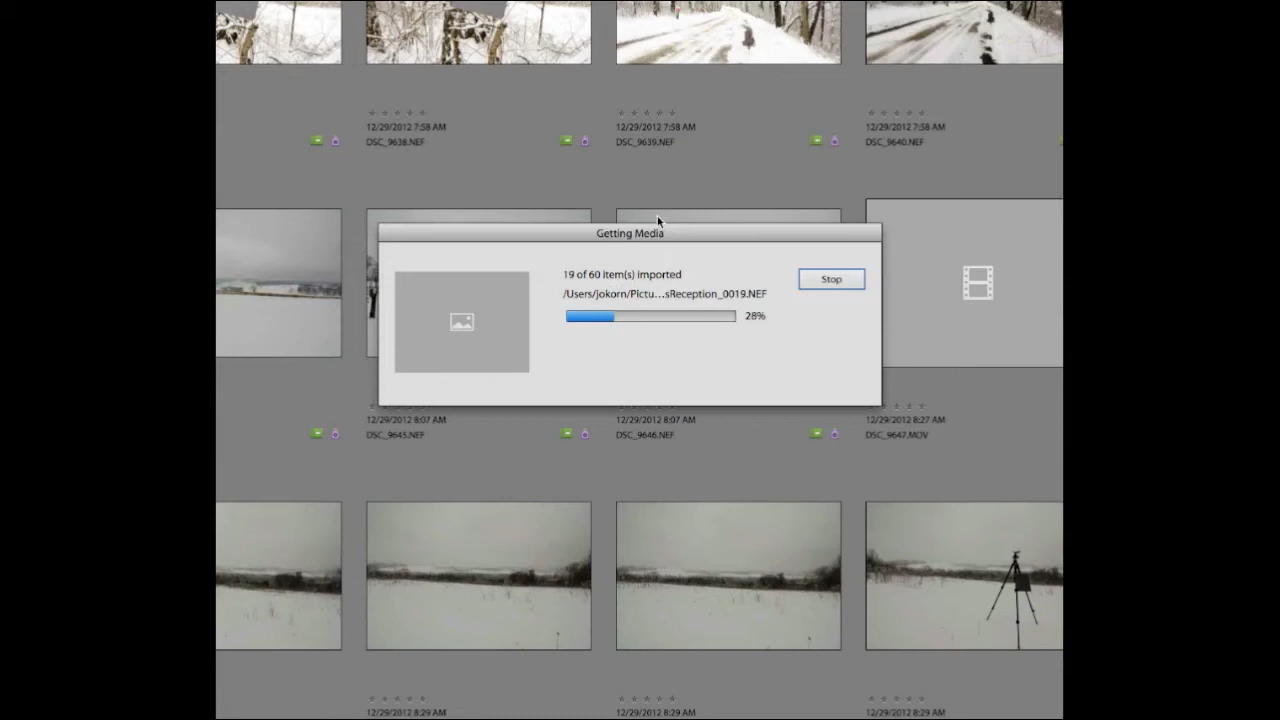 12/29/2012 7:58 AM
DSC_9638.NEF
12/29/2012 7:58 AM
DSC_9639.NEF
12/29/2012 7:58 AM
DSC_9640.NEF
Getting Media
19 of 60 item(s) imported
/Users/jokorn/Pictu...sReception_0019.NEF
28%
Stop
12/29/2012 8:07 AM
DSC_9645.NEF
12/29/2012 8:07 AM
DSC_9646.NEF
12/29/2012 8:27 AM
DSC_9647.MOV
12/29/2012 8:29 AM
12/29/2012 8:29 AM
12/29/2012 8:29 AM